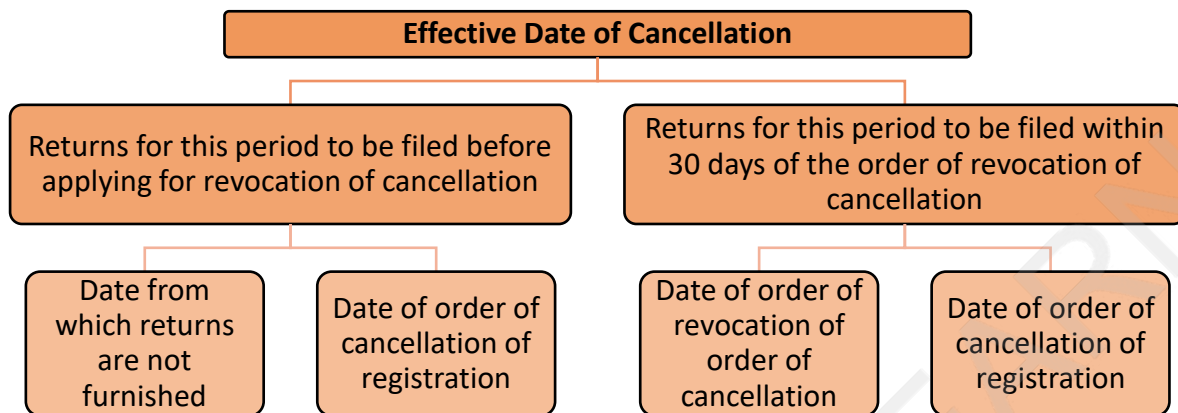 Effective Date of Cancellation
Returns for this period to be filed before
applying for revocation of cancellation
Returns for this period to be filed within
30 days of the order of revocation of
cancellation
Date from
which returns
are not
furnished
Date of order of
cancellation of
registration
Date of order of
revocation of
order of
cancellation
Date of order of
cancellation of
registration